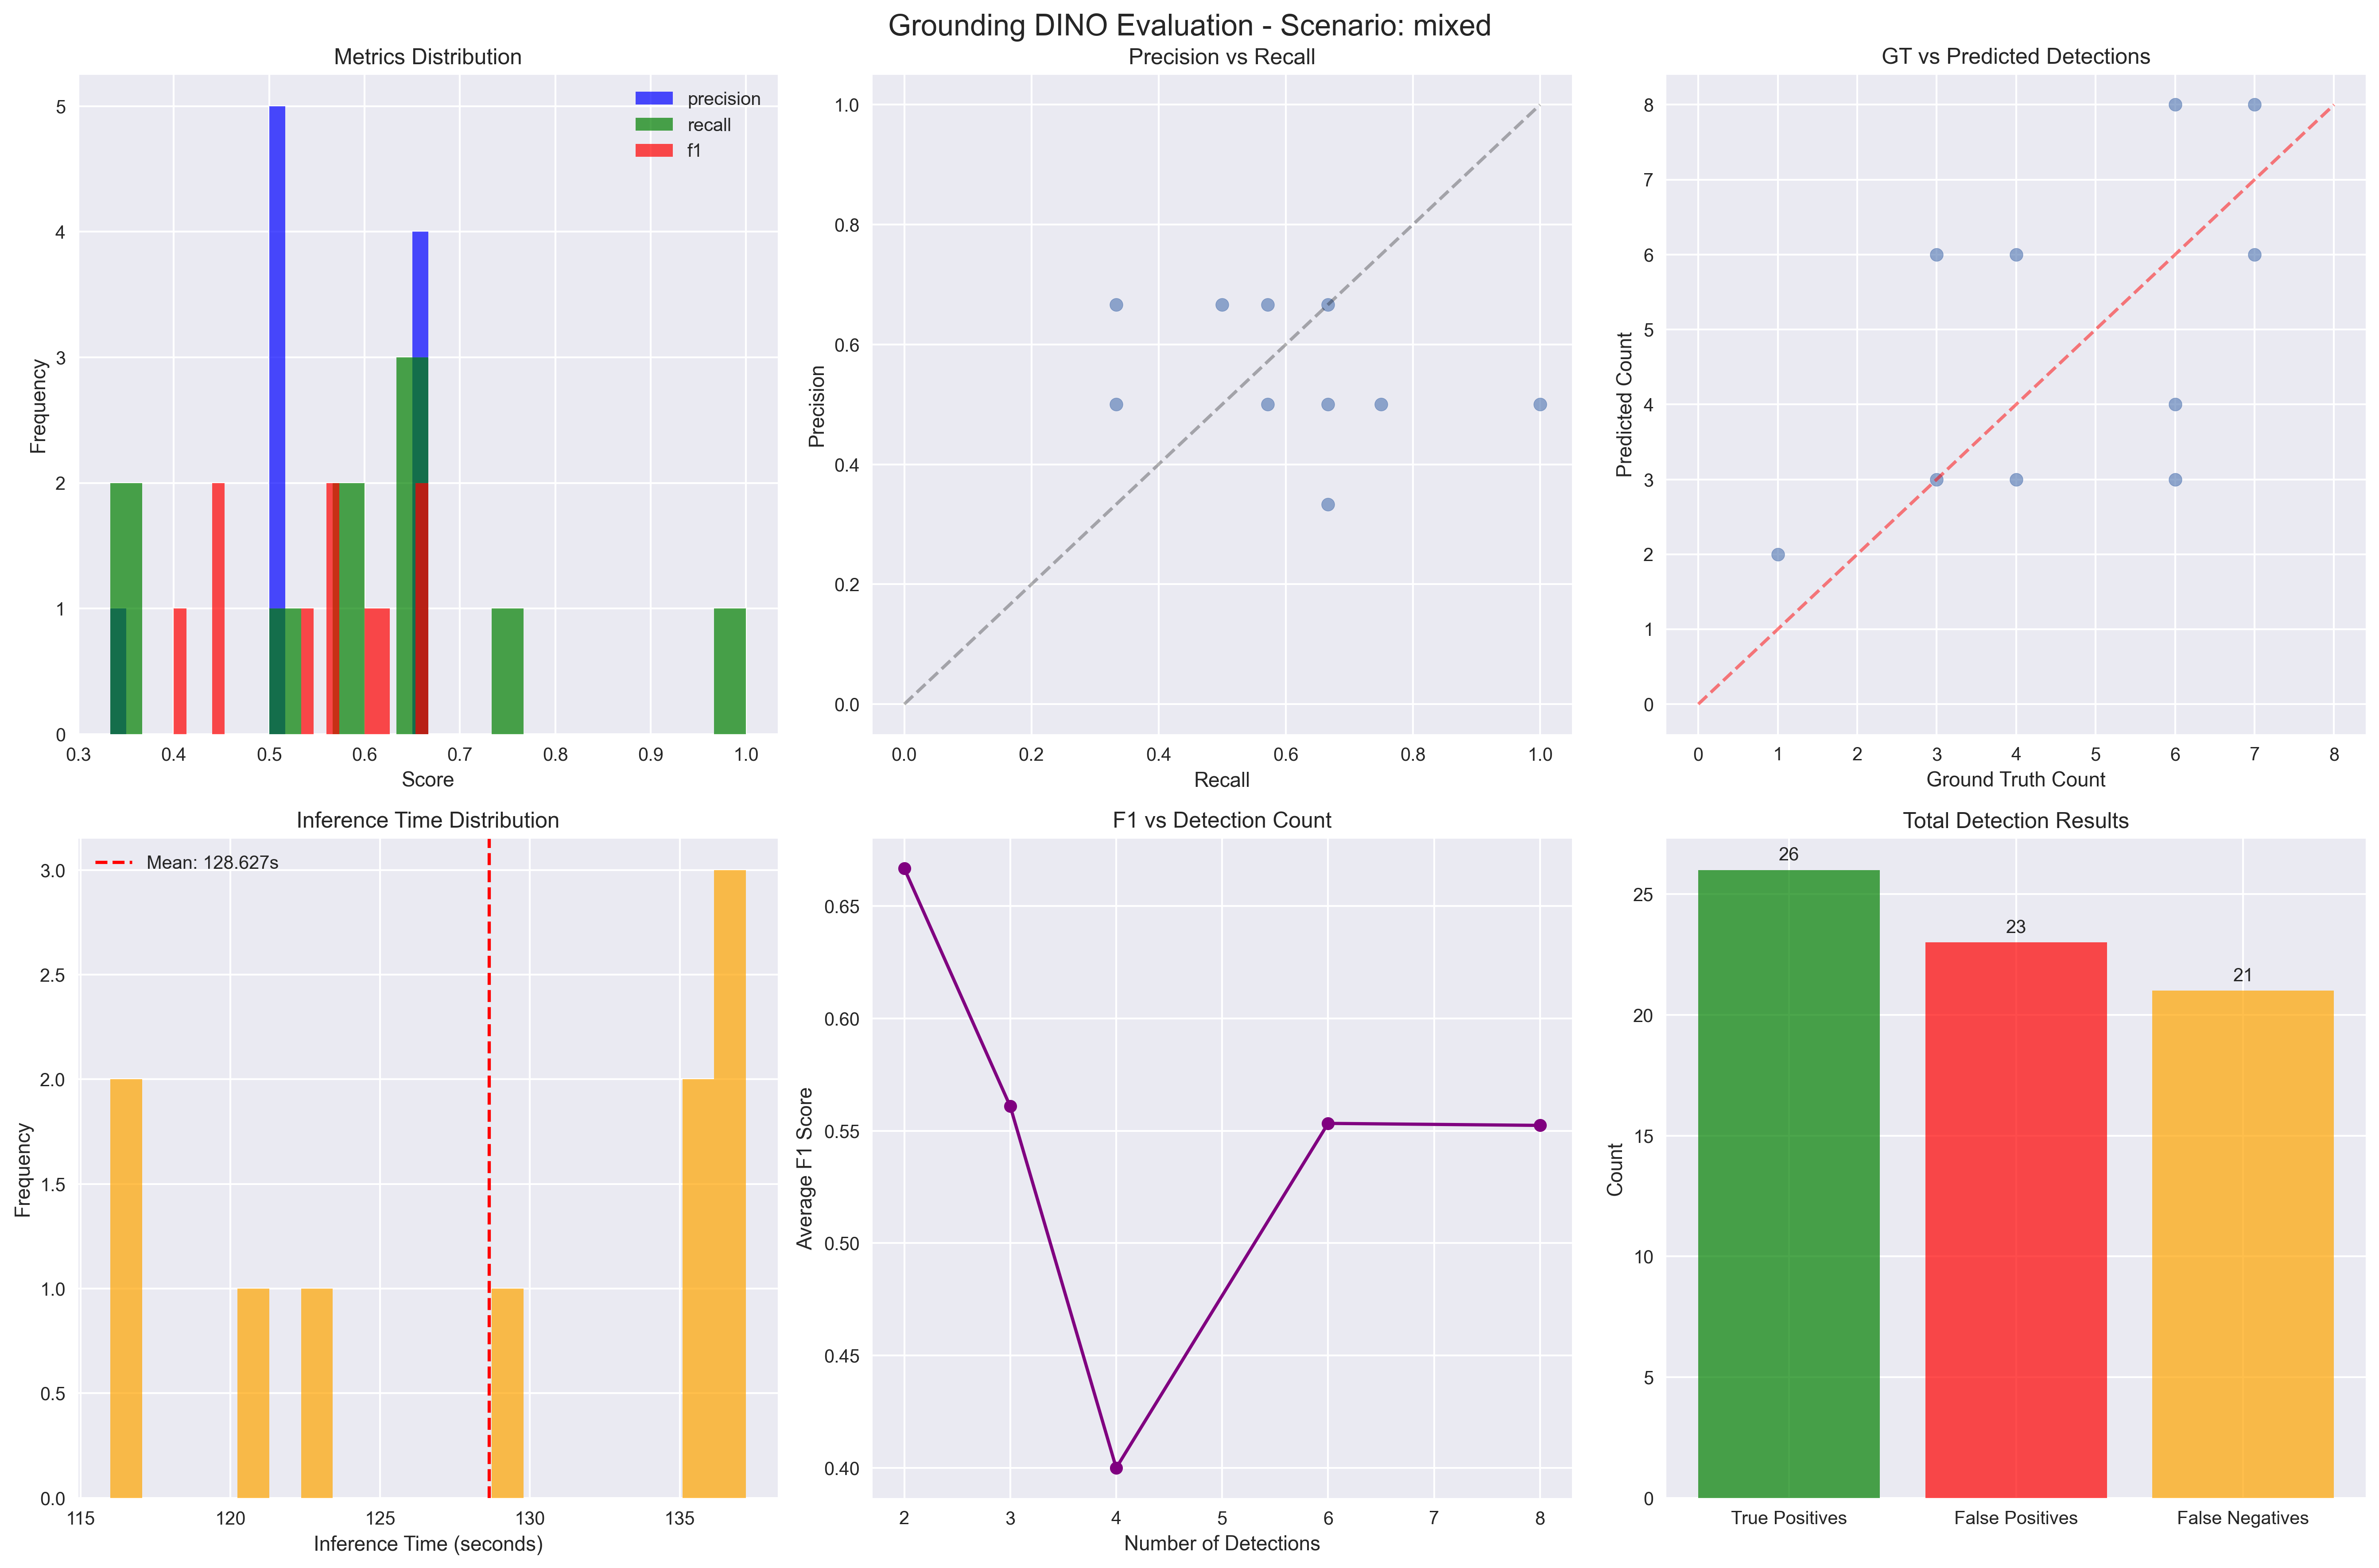 Grounding DINO Evaluation - Scenario: mixed
Metrics Distribution
precision
recall
f1
5
4
3
2
1
0
Frequency
0.3 0.4 0.5 0.6 0.7 0.8 0.9 1.0
Score
Precision vs Recall
1.0
0.8
0.6
0.4
0.2
0.0
Precision
0.0 0.2 0.4 0.6 0.8 1.0
Recall
GT vs Predicted Detections
8
7
6
5
4
3
2
1
0
Predicted Count
0 1 2 3 4 5 6 7 8
Ground Truth Count
Inference Time Distribution
Mean: 128.627s
3.0
2.5
2.0
1.5
1.0
0.5
0.0
Frequency
115 120 125 130 135
Inference Time (seconds)
F1 vs Detection Count
0.65
0.60
0.55
0.50
0.45
0.40
Average F1 Score
2 3 4 5 6 7 8
Number of Detections
Total Detection Results
26
23
21
25
20
15
10
5
0
Count
True Positives False Positives False Negatives